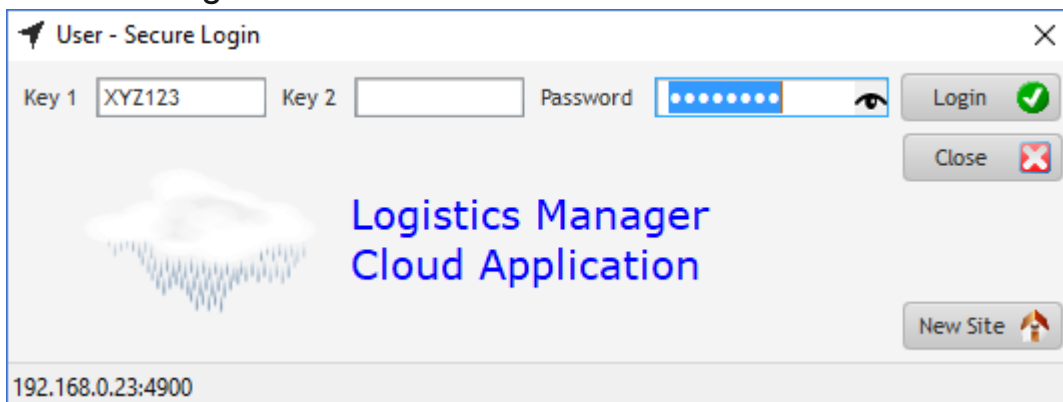 User - Secure Login
Key 1 XYZ123 Key 2 Password •••••••• Login
Close
Logistics Manager
Cloud Application
New Site
192.168.0.23:4900